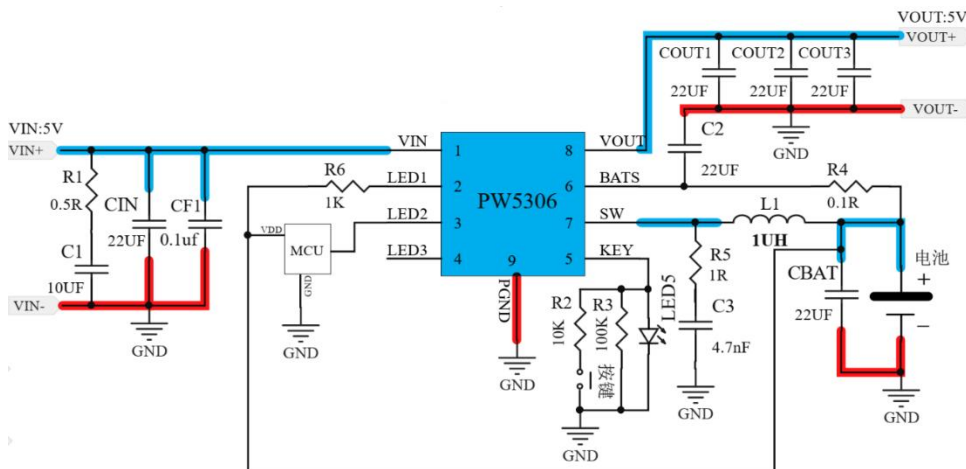 VOUT:5V
VOUT+
COUT1 COUT2 COUT3
22UF 22UF 22UF
VOUT-
GND
VIN:5V
VIN+
VIN-
R1
0.5R
C1
10UF
CIN
22UF
CF1
0.1uf
GND
R6
1K
VDD
MCU
GND
GND
VIN
LED1
LED2
LED3
1
2
3
4
PW5306
8
6
7
5
9
PGND
GND
VOUT
BATS
SW
KEY
C2
22UF
R4
0.1R
L1
1UH
R5
1R
C3
4.7nF
GND
R2
10K
R3
100K
LED5
按键
GND
CBAT
22UF
电池
+
−
GND